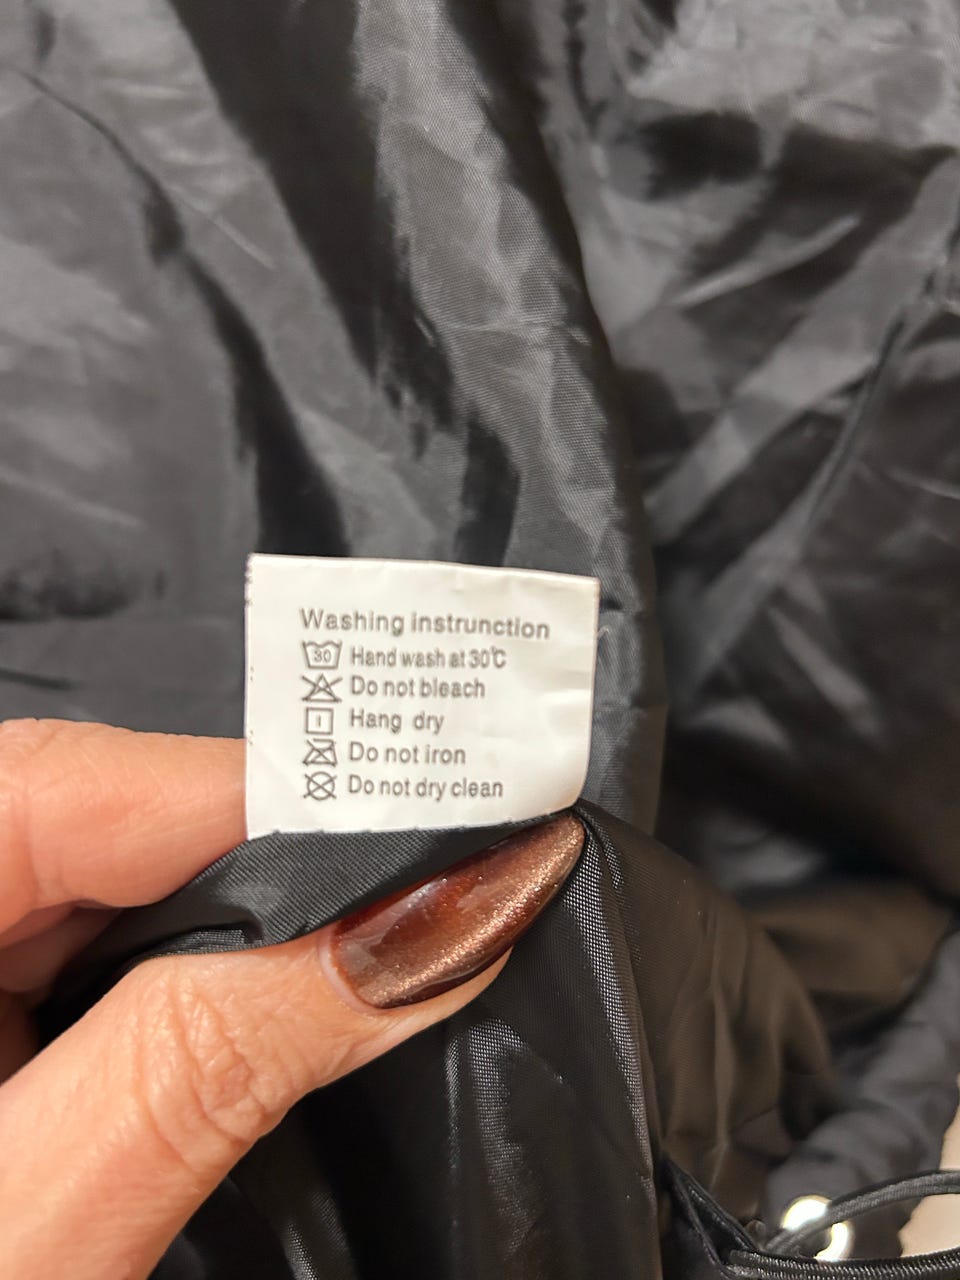 Washing instrunction
30 Hand wash at 30℃
Do not bleach
Hang dry
Do not iron
Do not dry clean